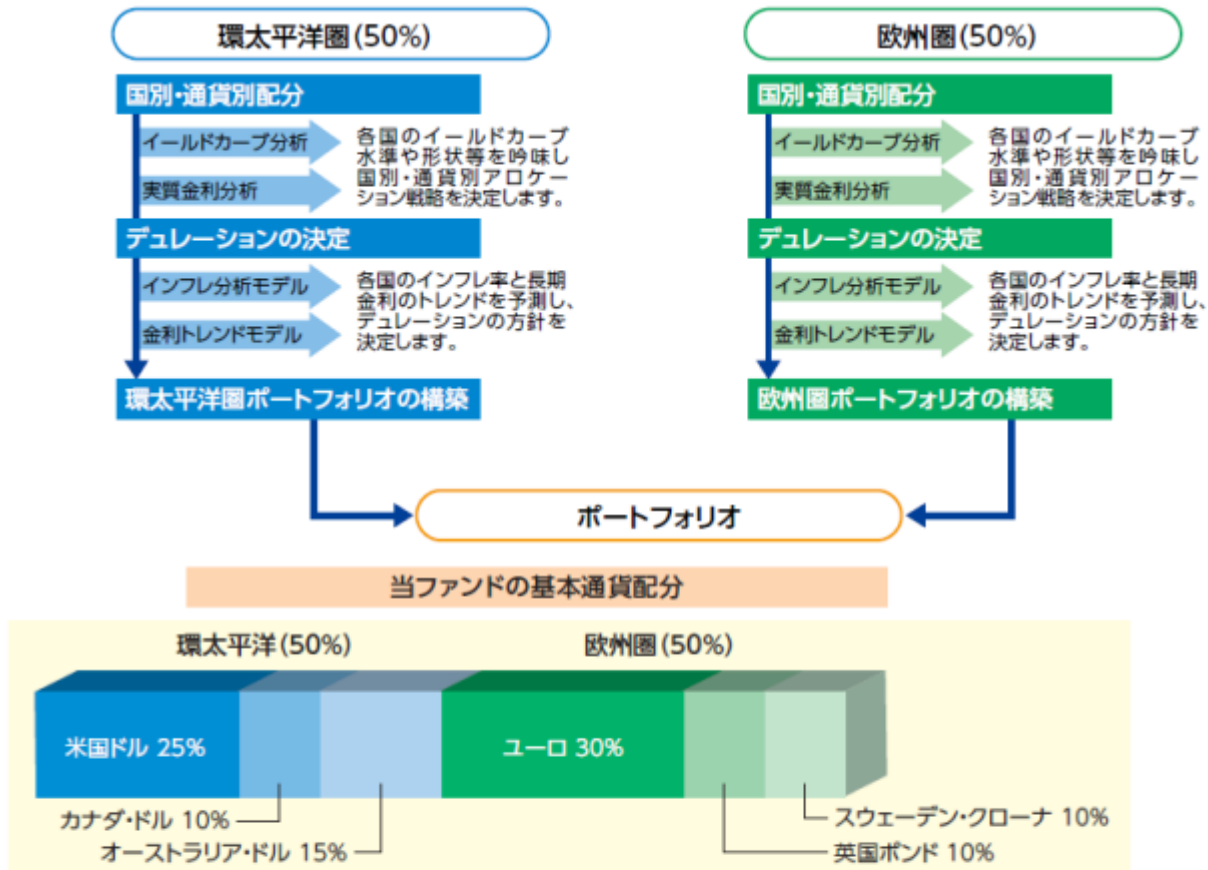 環太平洋圏(50%)
国別・通貨別配分
イールドカーブ分析
実質金利分析
各国のイールドカーブ
水準や形状等を吟味し
国別・通貨別アロケー
ション戦略を決定します。
デュレーションの決定
インフレ分析モデル
金利トレンドモデル
各国のインフレ率と長期
金利のトレンドを予測し、
デュレーションの方針を
決定します。
環太平洋圏ポートフォリオの構築
欧州圏(50%)
国別・通貨別配分
イールドカーブ分析
実質金利分析
各国のイールドカーブ
水準や形状等を吟味し
国別・通貨別アロケー
ション戦略を決定します。
デュレーションの決定
インフレ分析モデル
金利トレンドモデル
各国のインフレ率と長期
金利のトレンドを予測し、
デュレーションの方針を
決定します。
欧州圏ポートフォリオの構築
ポートフォリオ
当ファンドの基本通貨配分
環太平洋(50%)
欧州圏(50%)
米国ドル 25%
ユーロ 30%
カナダ・ドル 10%
オーストラリア・ドル 15%
スウェーデン・クローナ 10%
英国ポンド 10%